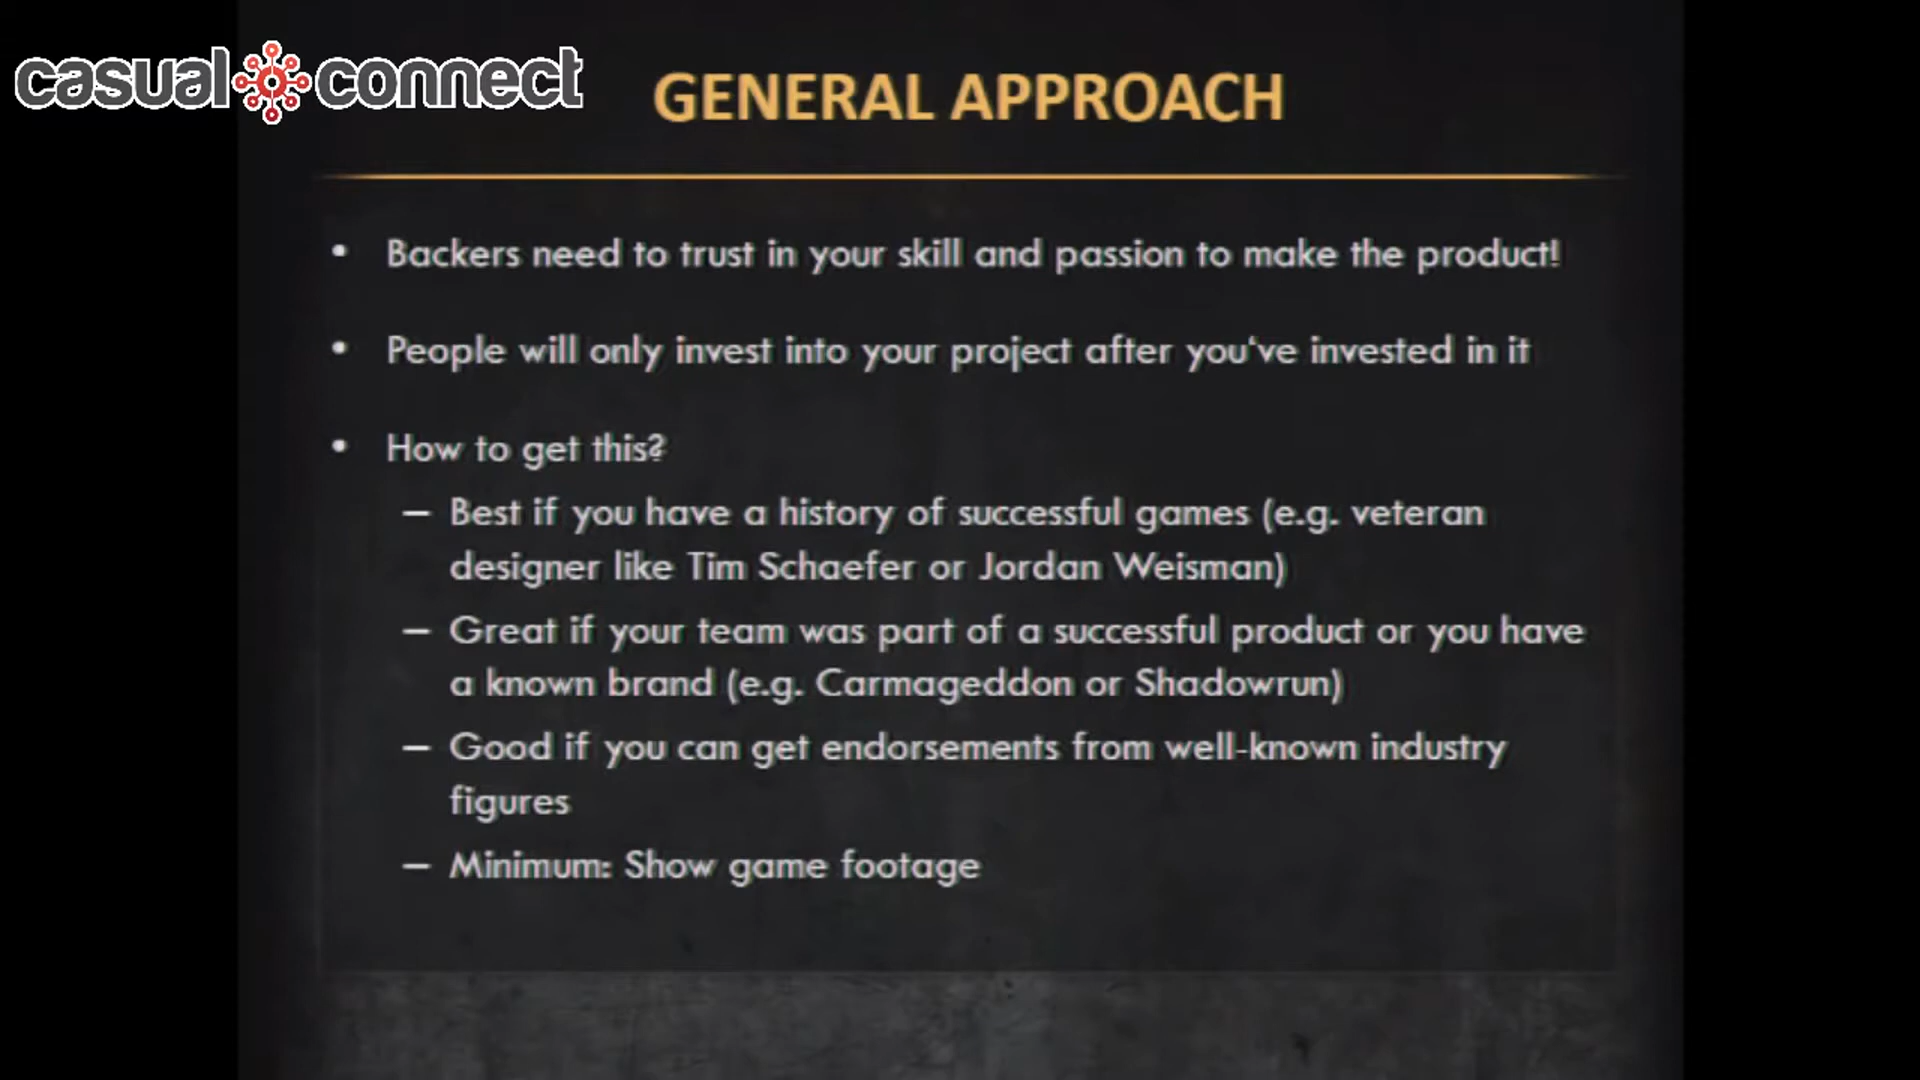 casual connect
GENERAL APPROACH
• Backers need to trust in your skill and passion to make the product!
• People will only invest into your project after you‘ve invested in it
• How to get this?
– Best if you have a history of successful games (e.g. veteran
designer like Tim Schaefer or Jordan Weisman)
– Great if your team was part of a successful product or you have
a known brand (e.g. Carmageddon or Shadowrun)
– Good if you can get endorsements from well-known industry
figures
– Minimum: Show game footage